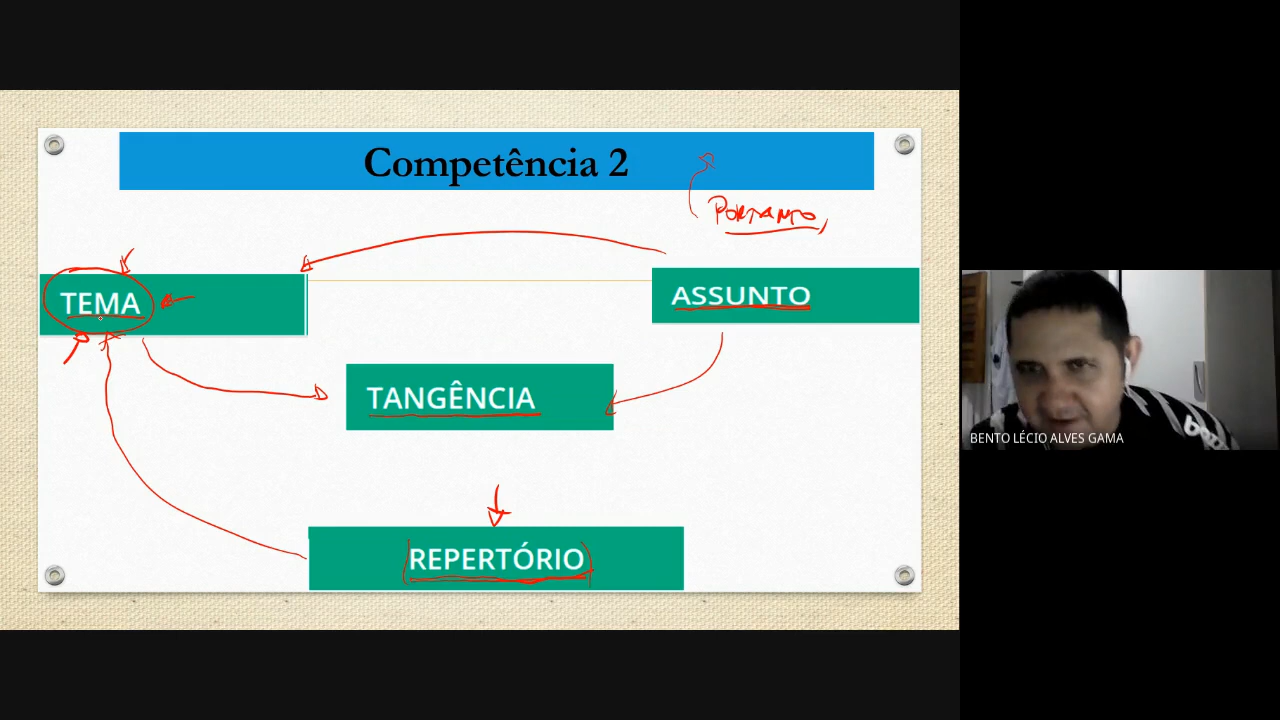 Competência 2
PORTANTO,
TEMA
ASSUNTO
TANGÊNCIA
REPERTÓRIO
BENTO LÉCIO ALVES GAMA